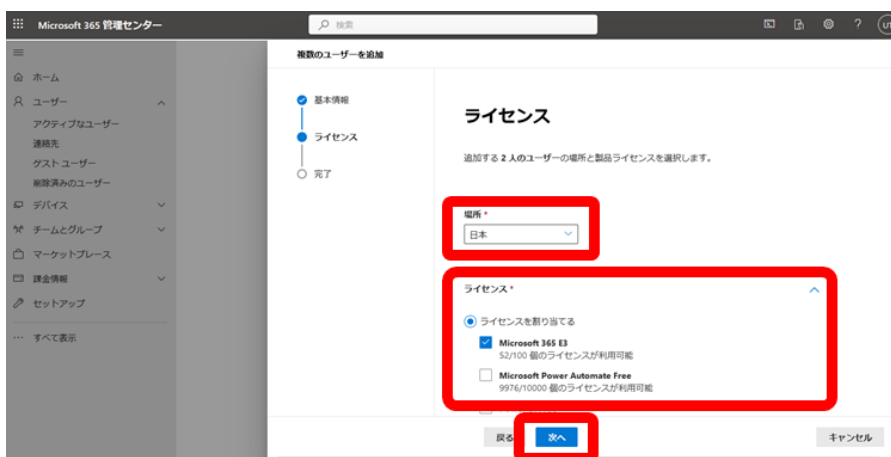 Microsoft 365 管理センター
検索
?
ホーム
ユーザー
アクティブなユーザー
連絡先
ゲスト ユーザー
削除済みのユーザー
デバイス
チームとグループ
マーケットプレース
課金情報
セットアップ
すべて表示
複数のユーザーを追加
基本情報
ライセンス
完了
ライセンス
追加する 2 人のユーザーの場所と製品ライセンスを選択します。
場所 *
日本
ライセンス *
ライセンスを割り当てる
Microsoft 365 E3
52/100 個のライセンスが利用可能
Microsoft Power Automate Free
9976/10000 個のライセンスが利用可能
戻る
次へ
キャンセル